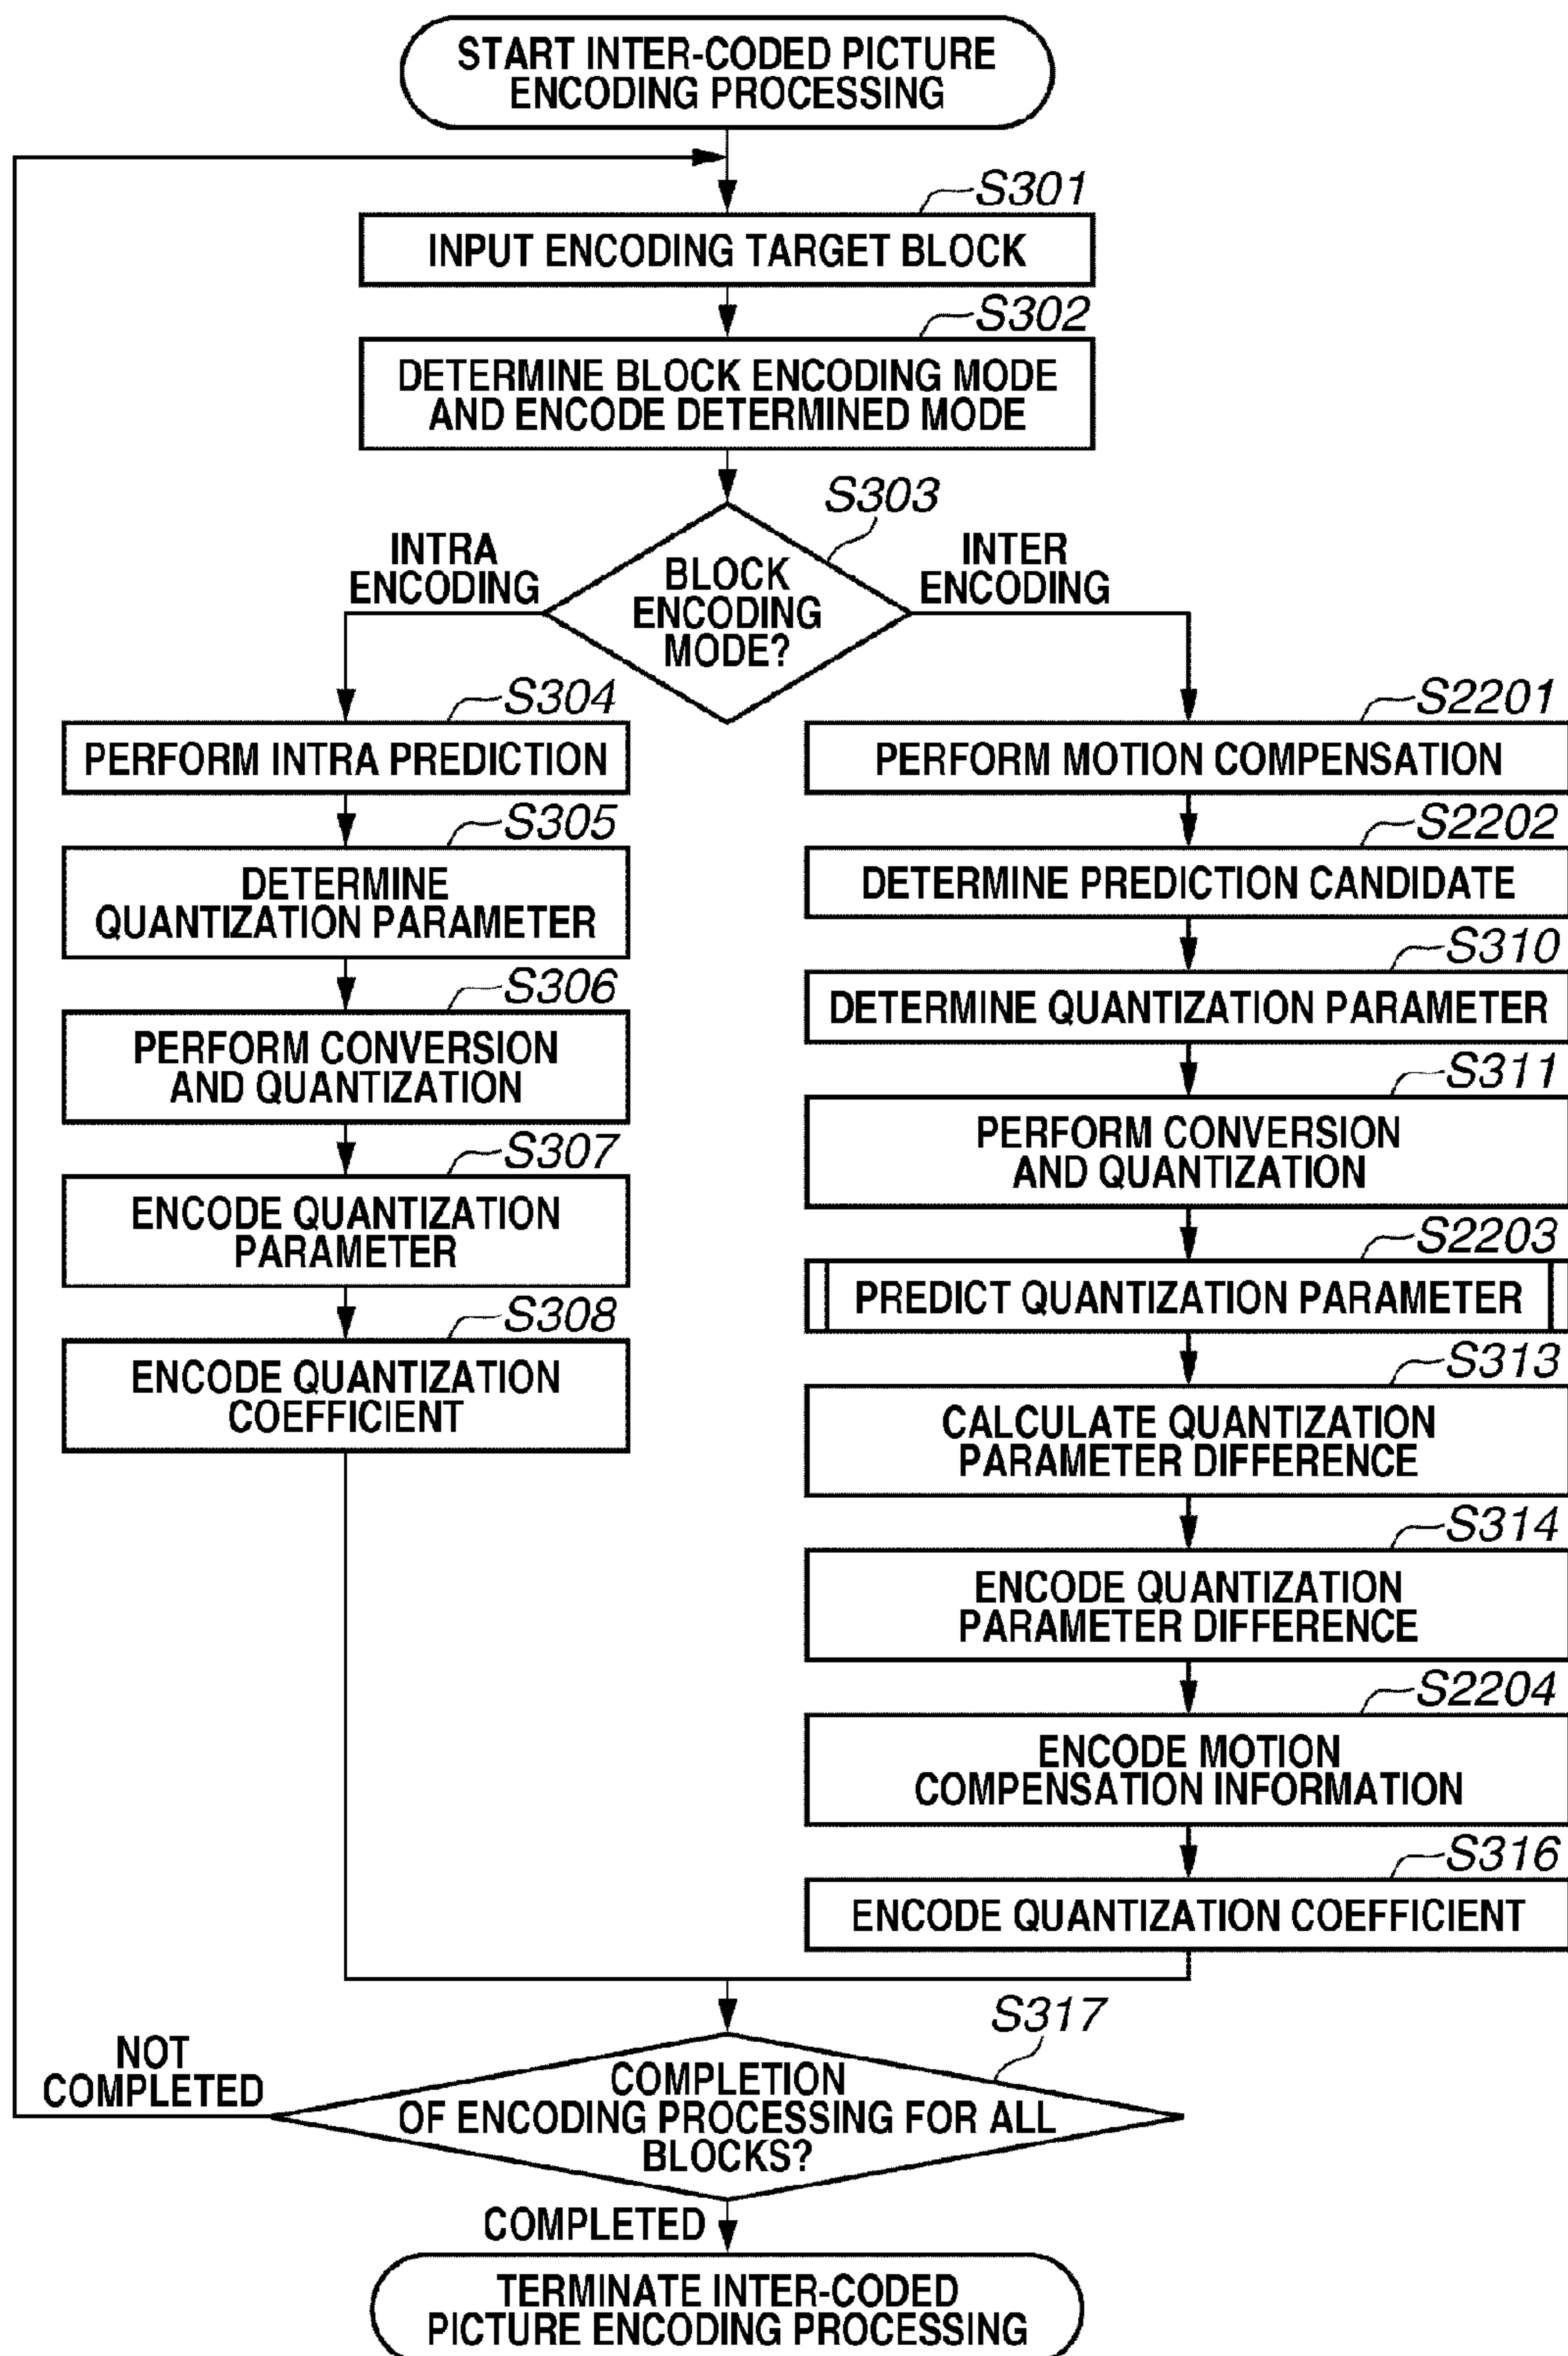 START INTER-CODED PICTURE
ENCODING PROCESSING
S301
INPUT ENCODING TARGET BLOCK
S302
DETERMINE BLOCK ENCODING MODE
AND ENCODE DETERMINED MODE
S303
BLOCK
ENCODING
MODE?
INTRA
ENCODING
INTER
ENCODING
S304
PERFORM INTRA PREDICTION
S305
DETERMINE
QUANTIZATION PARAMETER
S306
PERFORM CONVERSION
AND QUANTIZATION
S307
ENCODE QUANTIZATION
PARAMETER
S308
ENCODE QUANTIZATION
COEFFICIENT
S2201
PERFORM MOTION COMPENSATION
S2202
DETERMINE PREDICTION CANDIDATE
S310
DETERMINE QUANTIZATION PARAMETER
S311
PERFORM CONVERSION
AND QUANTIZATION
S2203
PREDICT QUANTIZATION PARAMETER
S313
CALCULATE QUANTIZATION
PARAMETER DIFFERENCE
S314
ENCODE QUANTIZATION
PARAMETER DIFFERENCE
S2204
ENCODE MOTION
COMPENSATION INFORMATION
S316
ENCODE QUANTIZATION COEFFICIENT
S317
COMPLETION
OF ENCODING PROCESSING FOR ALL
BLOCKS?
NOT
COMPLETED
COMPLETED
TERMINATE INTER-CODED
PICTURE ENCODING PROCESSING